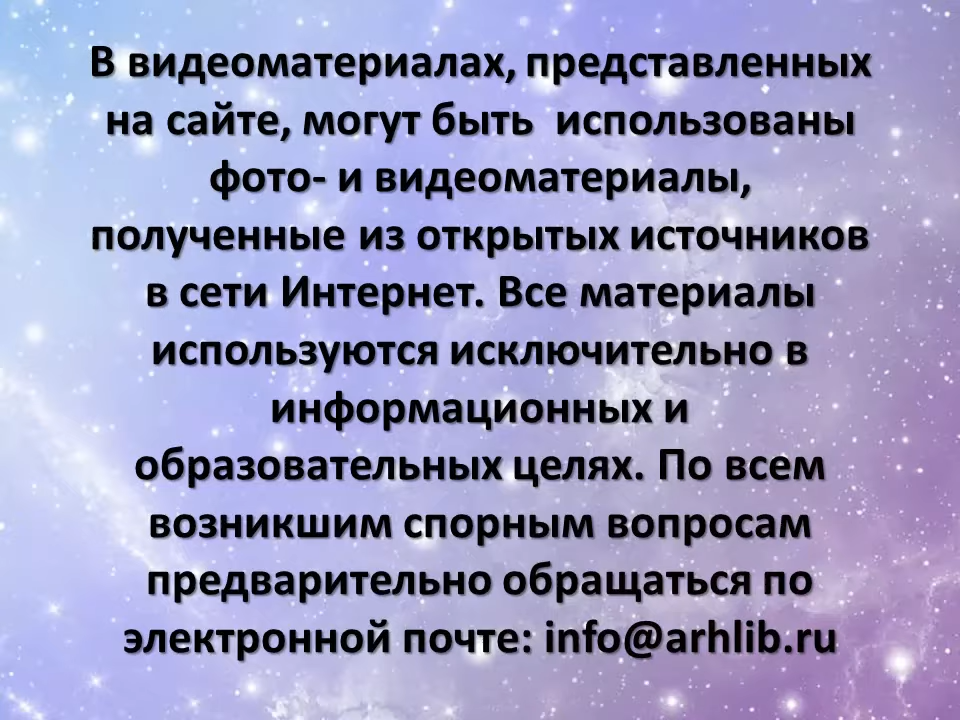 В видеоматериалах, представленных
на сайте, могут быть использованы
фото- и видеоматериалы,
полученные из открытых источников
в сети Интернет. Все материалы
используются исключительно в
информационных и
образовательных целях. По всем
возникшим спорным вопросам
предварительно обращаться по
электронной почте: info@arhlib.ru